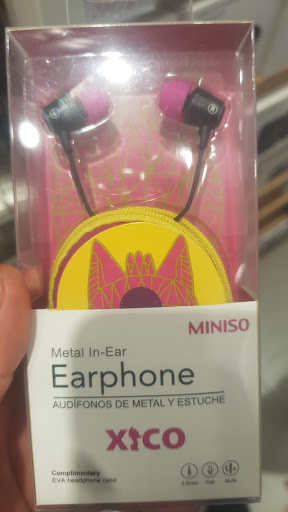 MINISO
Metal In-Ear
Earphone
AUDÍFONOS DE METAL Y ESTUCHE
XICO
Complimentary
EVA headphone case